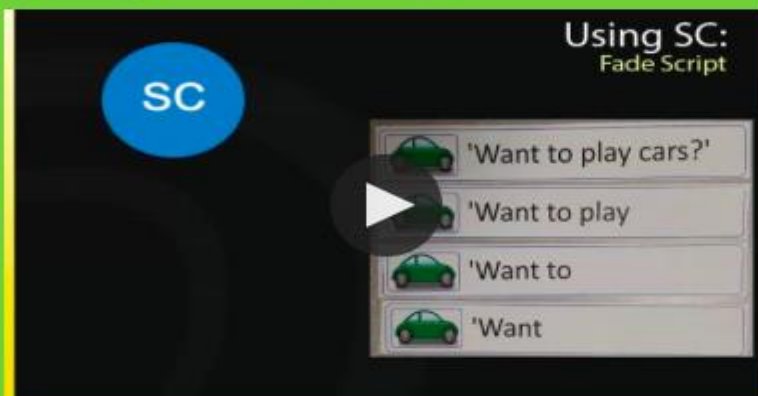 SC
Using SC:
Fade Script
'Want to play cars?'
'Want to play
'Want to
'Want